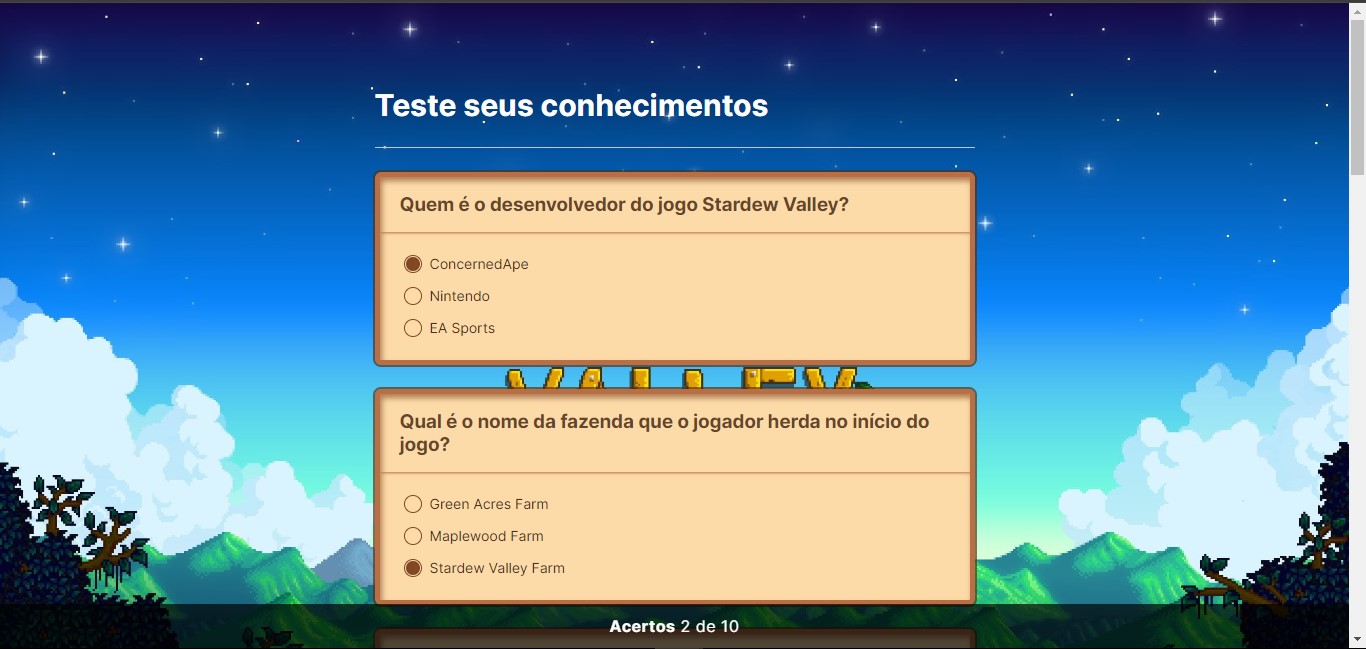 Teste seus conhecimentos
Quem é o desenvolvedor do jogo Stardew Valley?
ConcernedApe
Nintendo
EA Sports
VALLEY
Qual é o nome da fazenda que o jogador herda no início do
jogo?
Green Acres Farm
Maplewood Farm
Stardew Valley Farm
Acertos 2 de 10